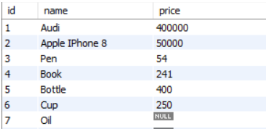 id name price
1 Audi 400000
2 Apple IPhone 8 50000
3 Pen 54
4 Book 241
5 Bottle 400
6 Cup 250
7 Oil NULL